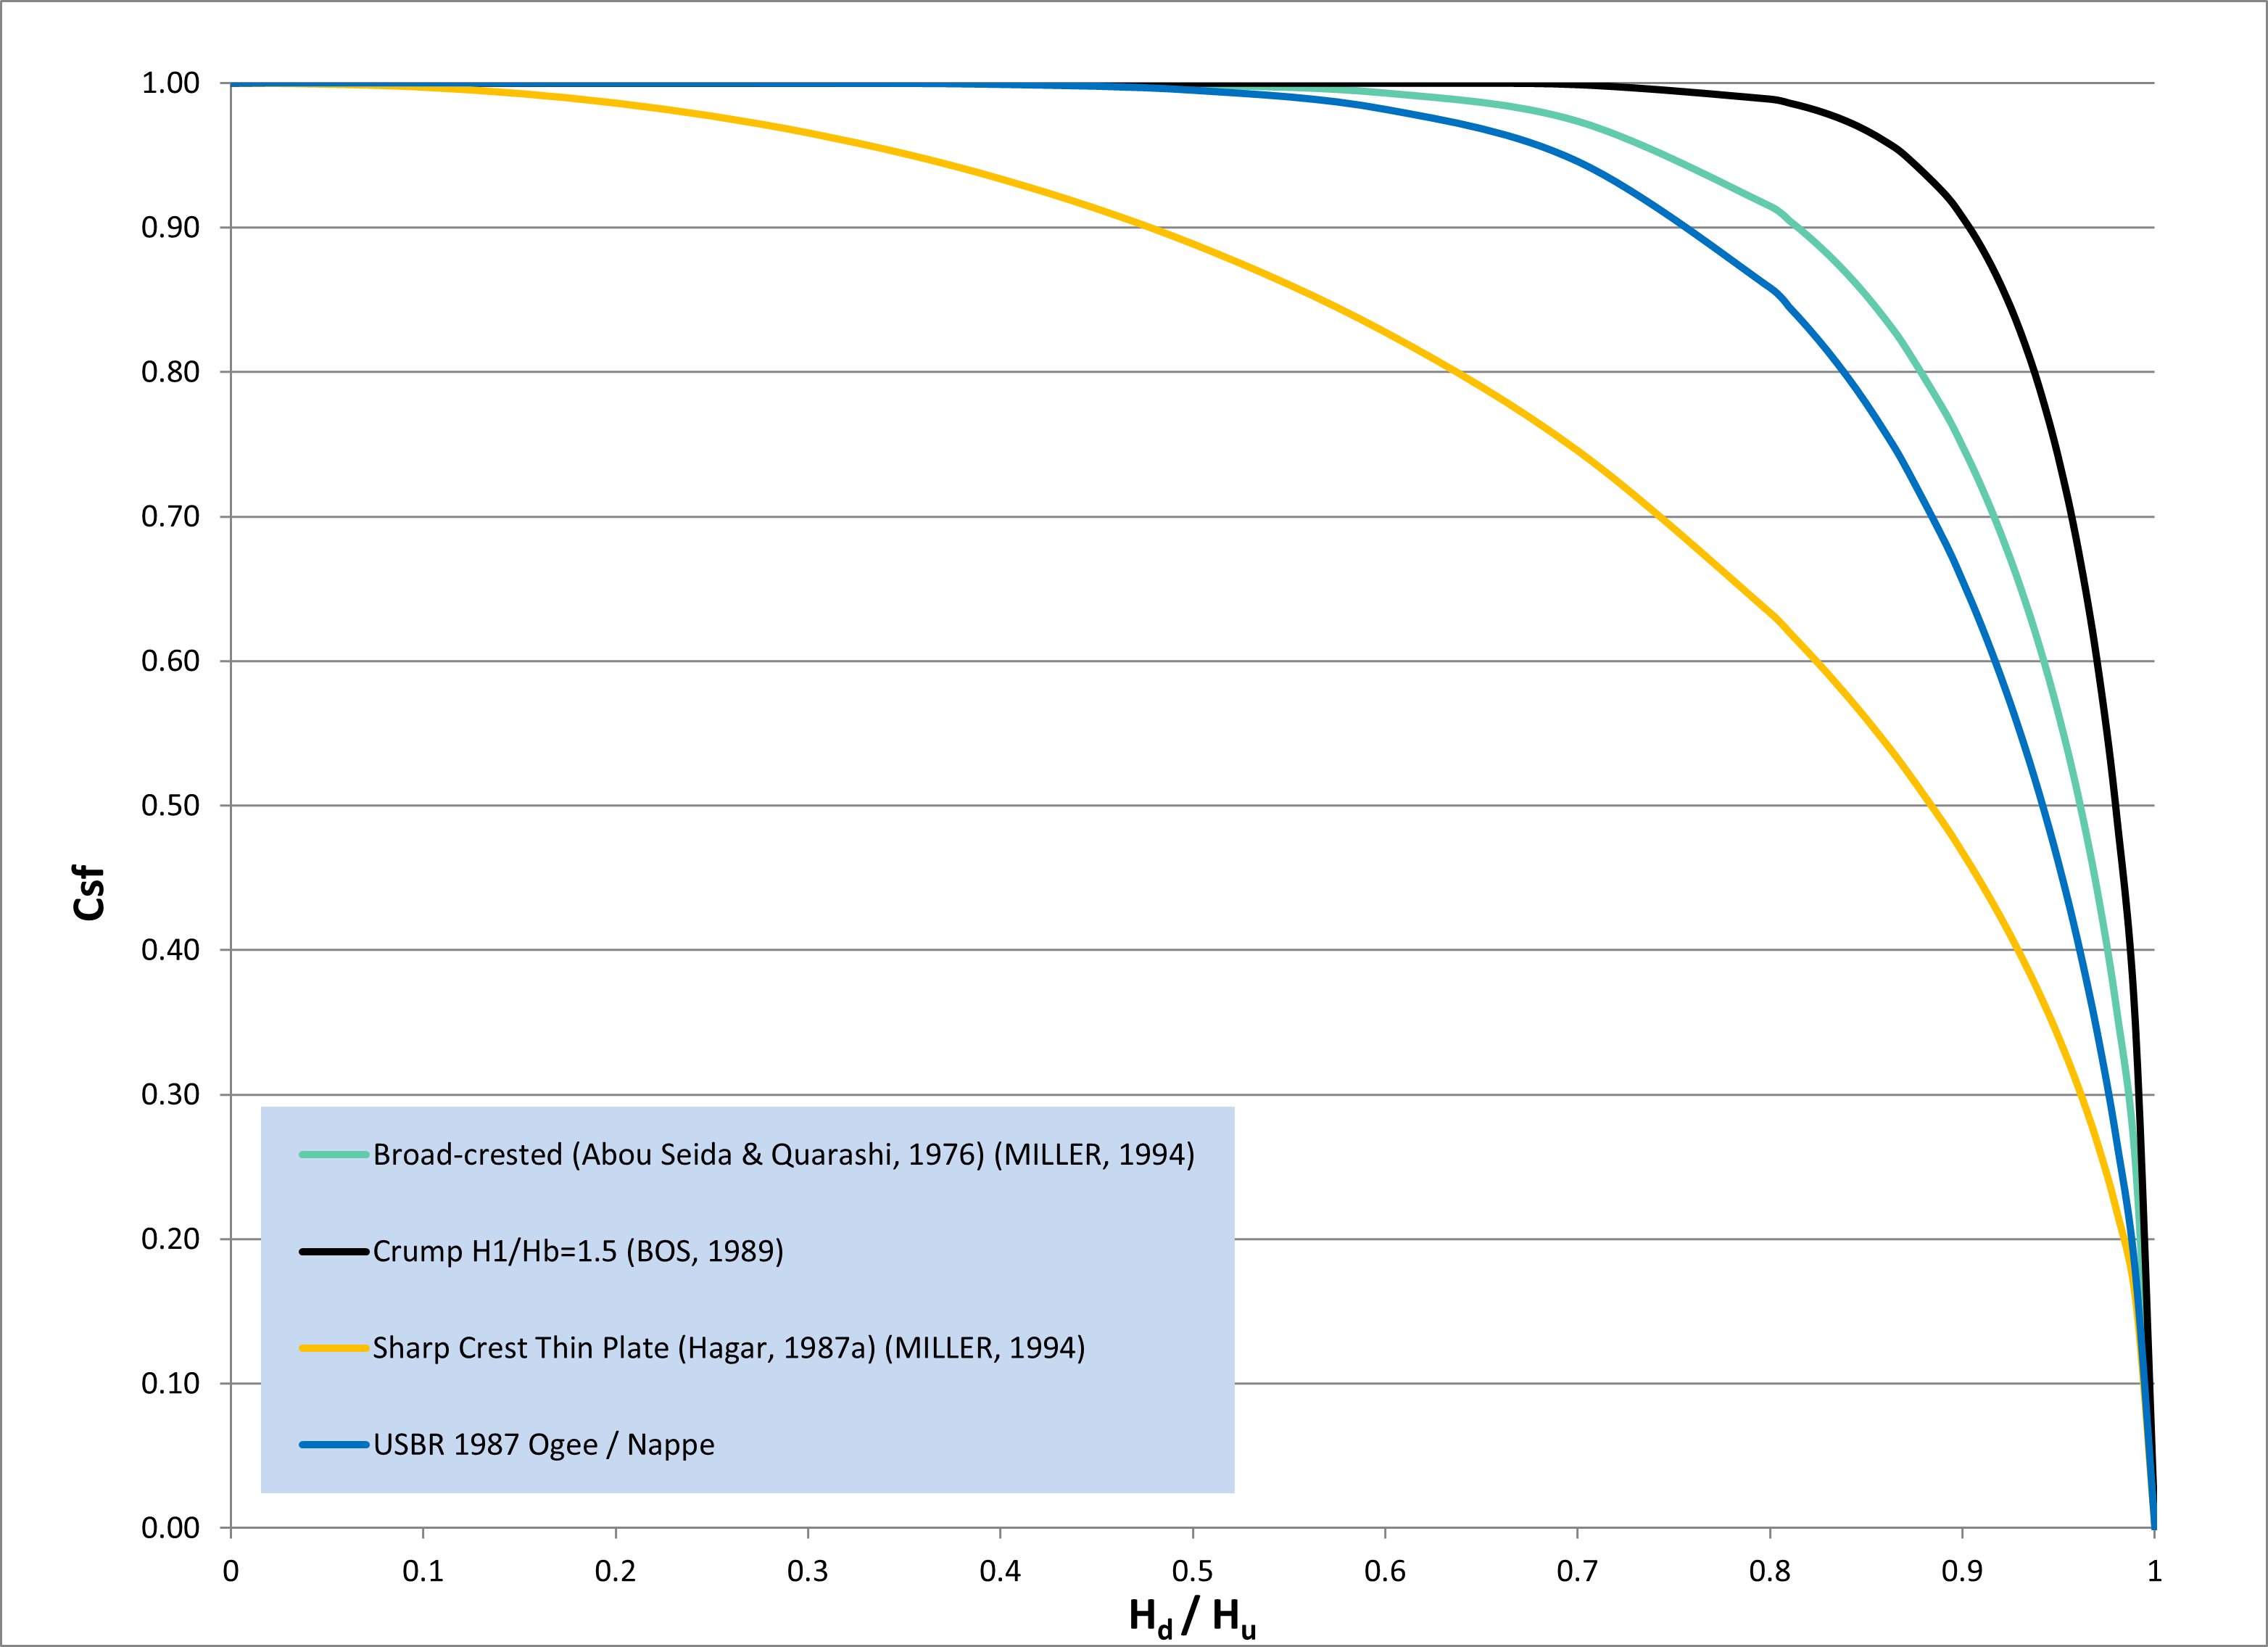 1.00
0.90
0.80
0.70
0.60
0.50
0.40
0.30
0.20
0.10
0.00
Csf
Broad-crested (Abou Seida & Quarashi, 1976) (MILLER, 1994)
Crump H1/Hb=1.5 (BOS, 1989)
Sharp Crest Thin Plate (Hagar, 1987a) (MILLER, 1994)
USBR 1987 Ogee / Nappe
0 0.1 0.2 0.3 0.4 0.5 0.6 0.7 0.8 0.9 1
Hd / Hu